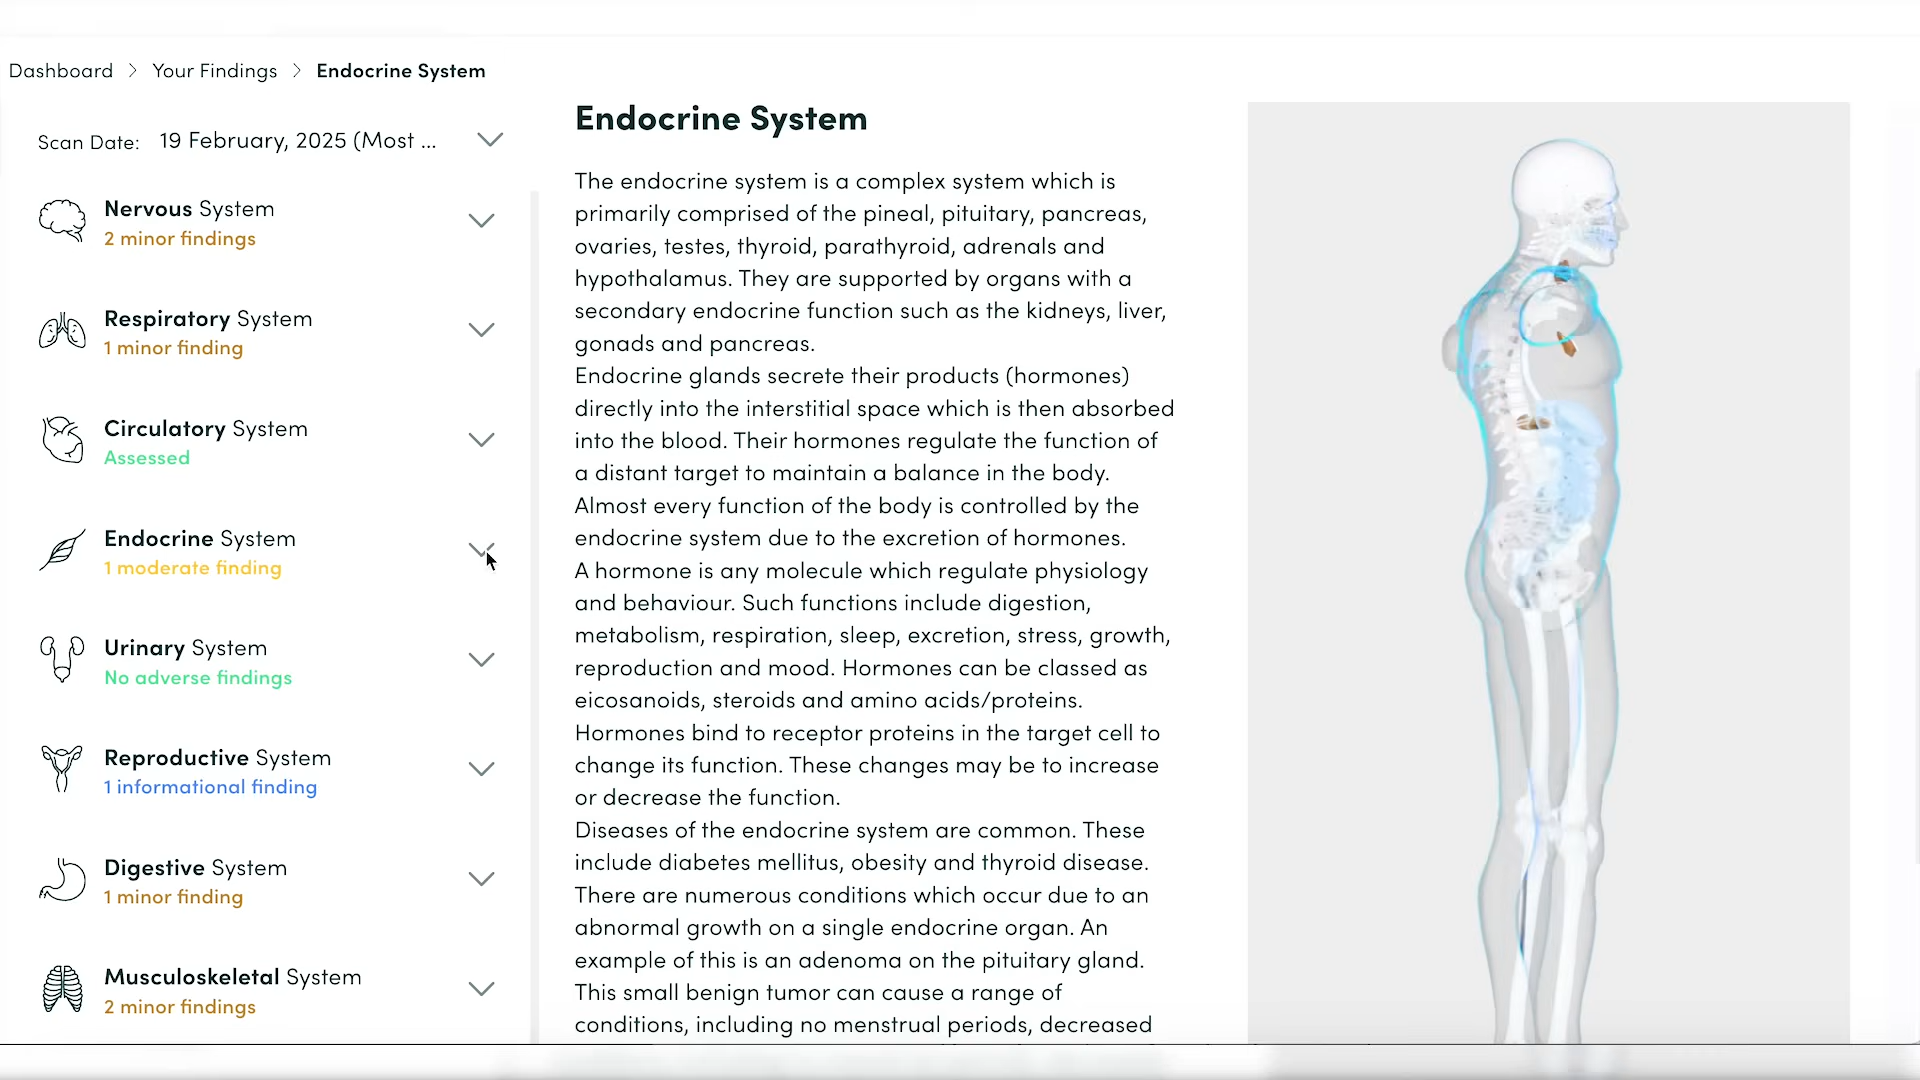 Dashboard > Your Findings > Endocrine System
Scan Date: 19 February, 2025 (Most ...
Nervous System
2 minor findings
Respiratory System
1 minor finding
Circulatory System
Assessed
Endocrine System
1 moderate finding
Urinary System
No adverse findings
Reproductive System
1 informational finding
Digestive System
1 minor finding
Musculoskeletal System
2 minor findings
Endocrine System
The endocrine system is a complex system which is
primarily comprised of the pineal, pituitary, pancreas,
ovaries, testes, thyroid, parathyroid, adrenals and
hypothalamus. They are supported by organs with a
secondary endocrine function such as the kidneys, liver,
gonads and pancreas.
Endocrine glands secrete their products (hormones)
directly into the interstitial space which is then absorbed
into the blood. Their hormones regulate the function of
a distant target to maintain a balance in the body.
Almost every function of the body is controlled by the
endocrine system due to the excretion of hormones.
A hormone is any molecule which regulate physiology
and behaviour. Such functions include digestion,
metabolism, respiration, sleep, excretion, stress, growth,
reproduction and mood. Hormones can be classed as
eicosanoids, steroids and amino acids/proteins.
Hormones bind to receptor proteins in the target cell to
change its function. These changes may be to increase
or decrease the function.
Diseases of the endocrine system are common. These
include diabetes mellitus, obesity and thyroid disease.
There are numerous conditions which occur due to an
abnormal growth on a single endocrine organ. An
example of this is an adenoma on the pituitary gland.
This small benign tumor can cause a range of
conditions, including no menstrual periods, decreased